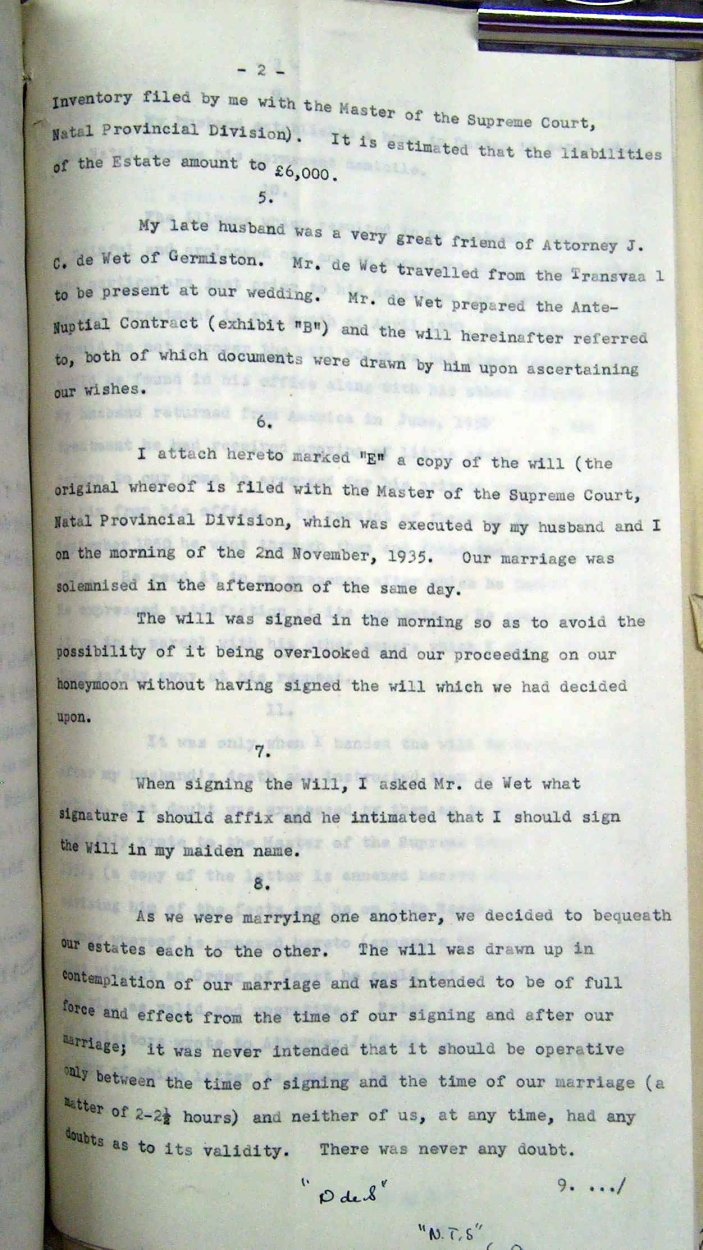 - 2 -
Inventory filed by me with the Master of the Supreme Court,
Natal Provincial Division). It is estimated that the liabilities
of the Estate amount to £6,000.
5.
My late husband was a very great friend of Attorney J.
C. de Wet of Germiston. Mr. de Wet travelled from the Transvaa l
to be present at our wedding. Mr. de Wet prepared the Ante-
Nuptial Contract (exhibit "B") and the will hereinafter referred
to, both of which documents were drawn by him upon ascertaining
our wishes.
6.
I attach hereto marked "E" a copy of the will (the
original whereof is filed with the Master of the Supreme Court,
Natal Provincial Division, which was executed by my husband and I
on the morning of the 2nd November, 1935. Our marriage was
solemnised in the afternoon of the same day.
The will was signed in the morning so as to avoid the
possibility of it being overlooked and our proceeding on our
honeymoon without having signed the will which we had decided
upon.
7.
When signing the Will, I asked Mr. de Wet what
signature I should affix and he intimated that I should sign
the Will in my maiden name.
8.
As we were marrying one another, we decided to bequeath
our estates each to the other. The will was drawn up in
contemplation of our marriage and was intended to be of full
force and effect from the time of our signing and after our
marriage; it was never intended that it should be operative
only between the time of signing and the time of our marriage (a
matter of 2-2½ hours) and neither of us, at any time, had any
doubts as to its validity. There was never any doubt.
9. .../
"D de S"
"N.T.S"